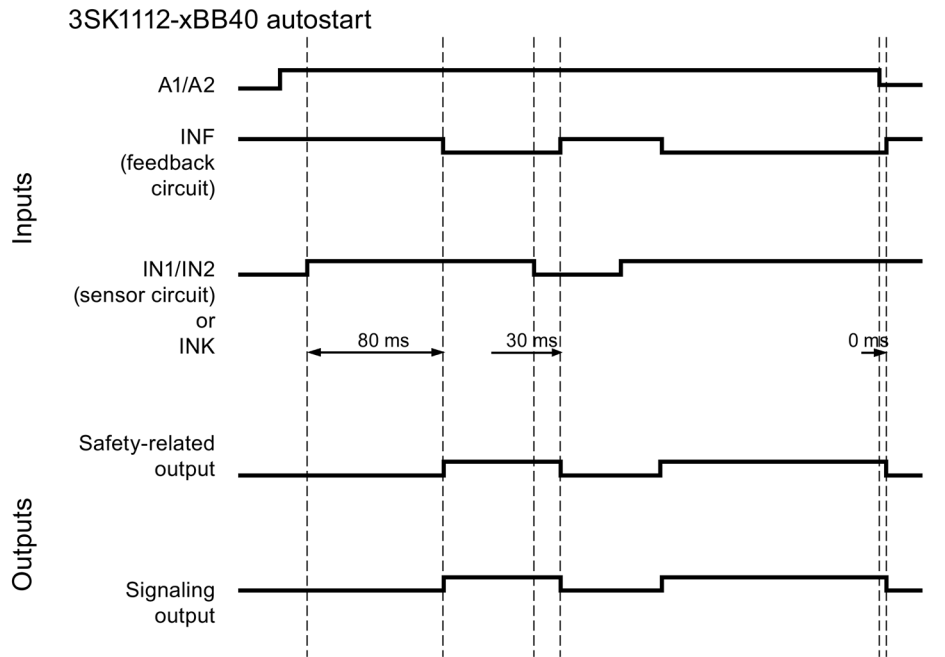 3SK1112-xBB40 autostart
A1/A2
INF
(feedback
circuit)
Inputs
IN1/IN2
(sensor circuit)
or
INK
80 ms
30 ms
0 ms
Safety-related
output
Outputs
Signaling
output